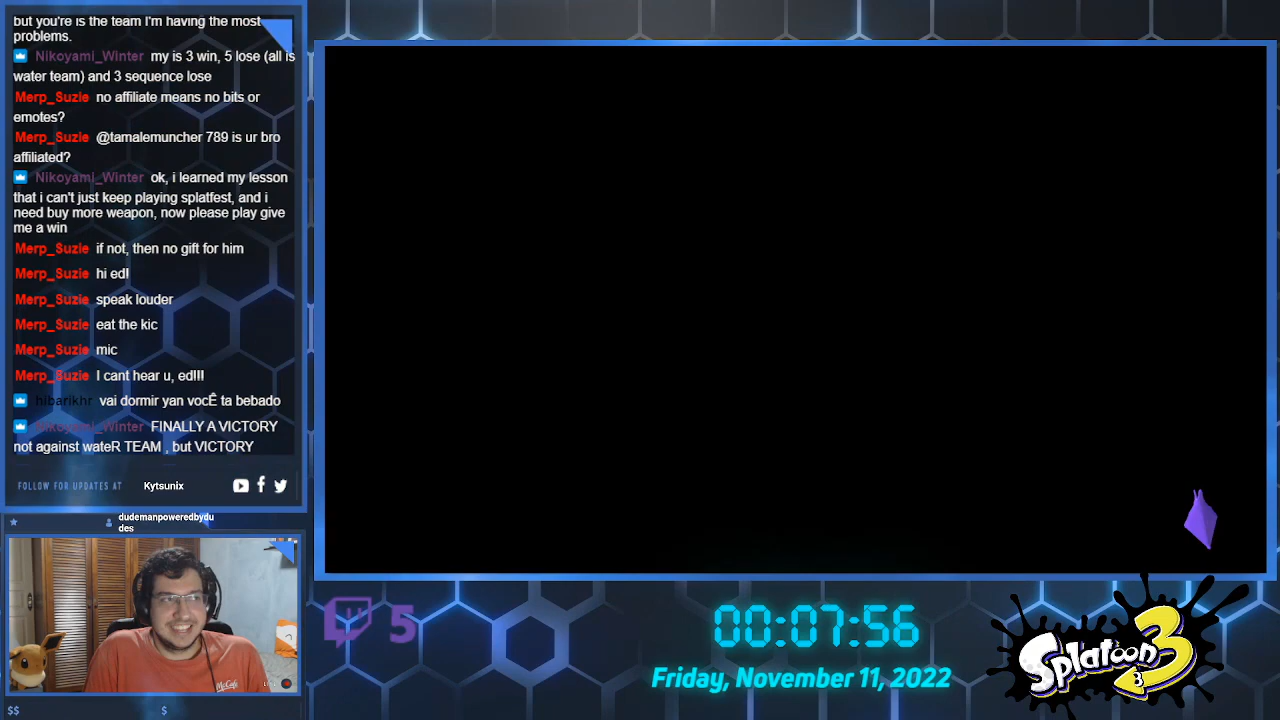 but you're is the team I'm having the most
problems.
Nikoyami_Winter my is 3 win, 5 lose (all is
water team) and 3 sequence lose
Merp_Suzie no affiliate means no bits or
emotes?
Merp_Suzie @tamalemuncher 789 is ur bro
affiliated?
Nikoyami_Winter ok, i learned my lesson
that i can't just keep playing splatfest, and i
need buy more weapon, now please play give
me a win
Merp_Suzie if not, then no gift for him
Merp_Suzie hi ed!
Merp_Suzie speak louder
Merp_Suzie eat the kic
Merp_Suzie mic
Merp_Suzie I cant hear u, ed!!!
hibarikhr vai dormir yan vocÊ ta bebado
Nikoyami_Winter FINALLY A VICTORY
not against wateR TEAM , but VICTORY
FOLLOW FOR UPDATES AT Kytsunix
dudemanpoweredbydu
des
McCafé
$$ $
5
00:07:56
Friday, November 11, 2022
Splatoon 3
3